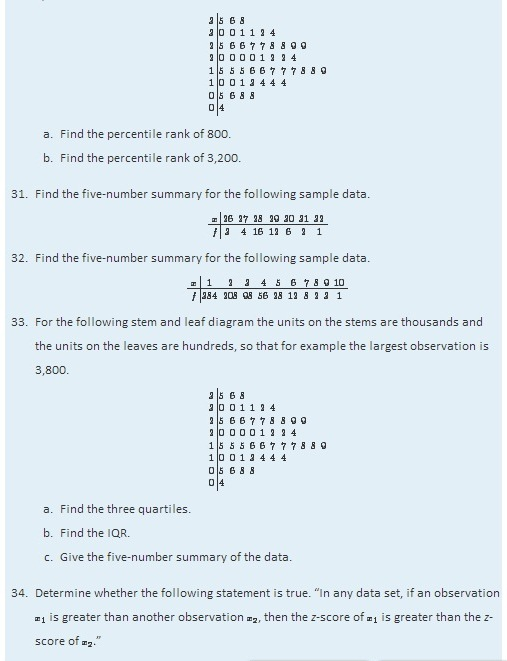 3|5 6 8
3|0 0 1 1 2 4
2|5 6 6 7 7 8 8 9 9
2|0 0 0 0 1 2 2 4
1|5 5 5 6 6 7 7 7 8 8 9
1|0 0 1 3 4 4 4
0|5 6 8 8
0|4
a. Find the percentile rank of 800.
b. Find the percentile rank of 3,200.
31. Find the five-number summary for the following sample data.
x|26 27 28 29 30 31 32
f|3 4 16 12 6 2 1
32. Find the five-number summary for the following sample data.
x|1 2 3 4 5 6 7 8 9 10
f|384 208 98 56 28 12 8 2 3 1
33. For the following stem and leaf diagram the units on the stems are thousands and
the units on the leaves are hundreds, so that for example the largest observation is
3,800.
3|5 6 8
3|0 0 1 1 2 4
2|5 6 6 7 7 8 8 9 9
2|0 0 0 0 1 2 2 4
1|5 5 5 6 6 7 7 7 8 8 9
1|0 0 1 3 4 4 4
0|5 6 8 8
0|4
a. Find the three quartiles.
b. Find the IQR.
c. Give the five-number summary of the data.
34. Determine whether the following statement is true. "In any data set, if an observation
x₁ is greater than another observation x₂, then the z-score of x₁ is greater than the z-
score of x₂."